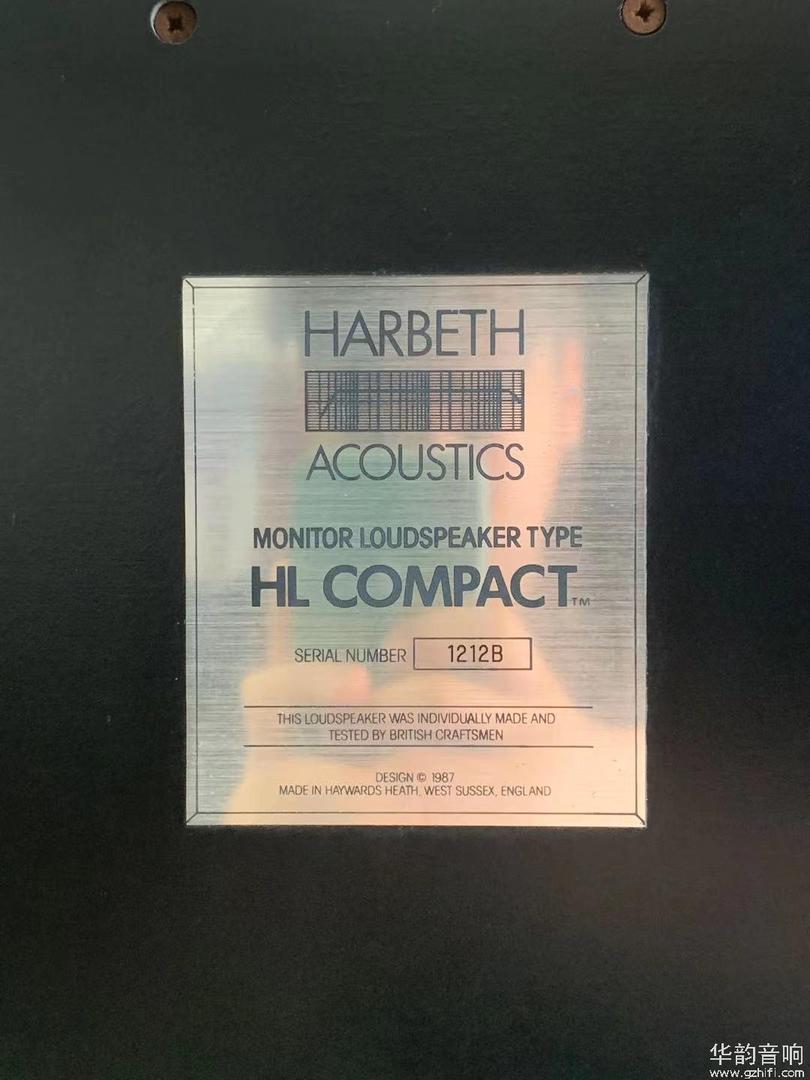 HARBETH
ACOUSTICS
MONITOR LOUDSPEAKER TYPE
HL COMPACT™
SERIAL NUMBER 1212B
THIS LOUDSPEAKER WAS INDIVIDUALLY MADE AND
TESTED BY BRITISH CRAFTSMEN
DESIGN © 1987
MADE IN HAYWARDS HEATH, WEST SUSSEX, ENGLAND
华韵音响
www.gzhifi.com